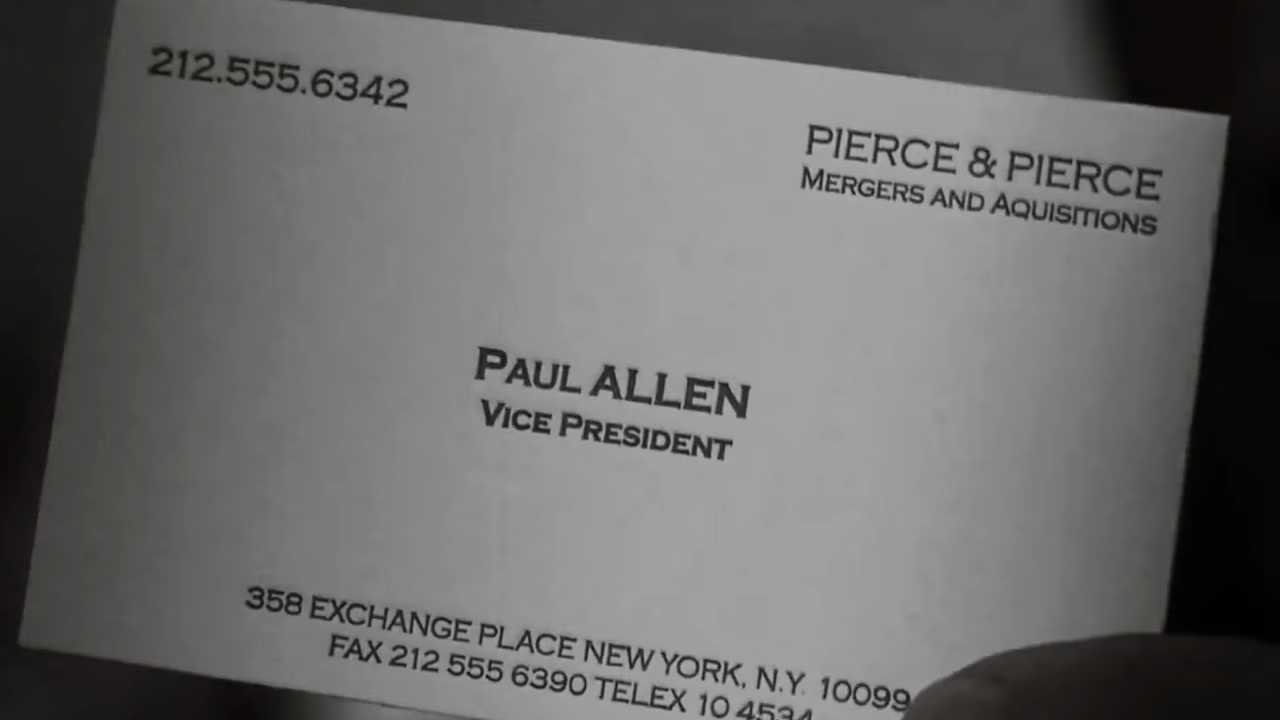 212.555.6342
PIERCE & PIERCE
MERGERS AND AQUISITIONS
PAUL ALLEN
VICE PRESIDENT
358 EXCHANGE PLACE NEW YORK, N.Y. 10099
FAX 212 555 6390 TELEX 10 4534